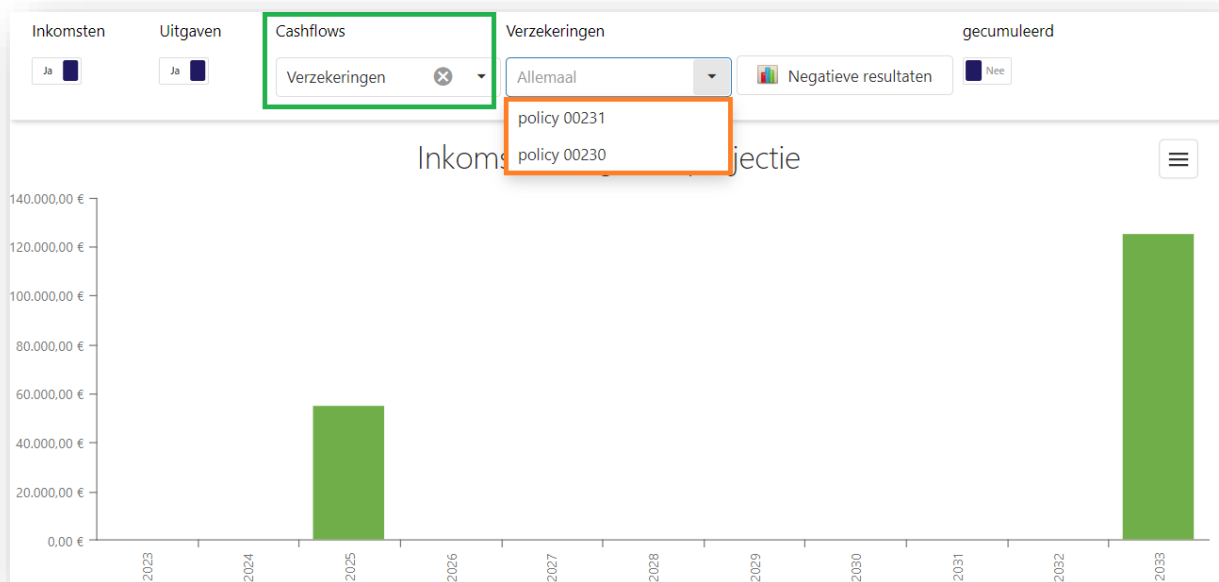 Inkomsten
Uitgaven
Cashflows
Verzekeringen
gecumuleerd
Ja
Ja
Verzekeringen
Allemaal
Negatieve resultaten
Nee
policy 00231
policy 00230
Inkoms
jectie
140.000,00 €
120.000,00 €
100.000,00 €
80.000,00 €
60.000,00 €
40.000,00 €
20.000,00 €
0,00 €
2023
2024
2025
2026
2027
2028
2029
2030
2031
2032
2033